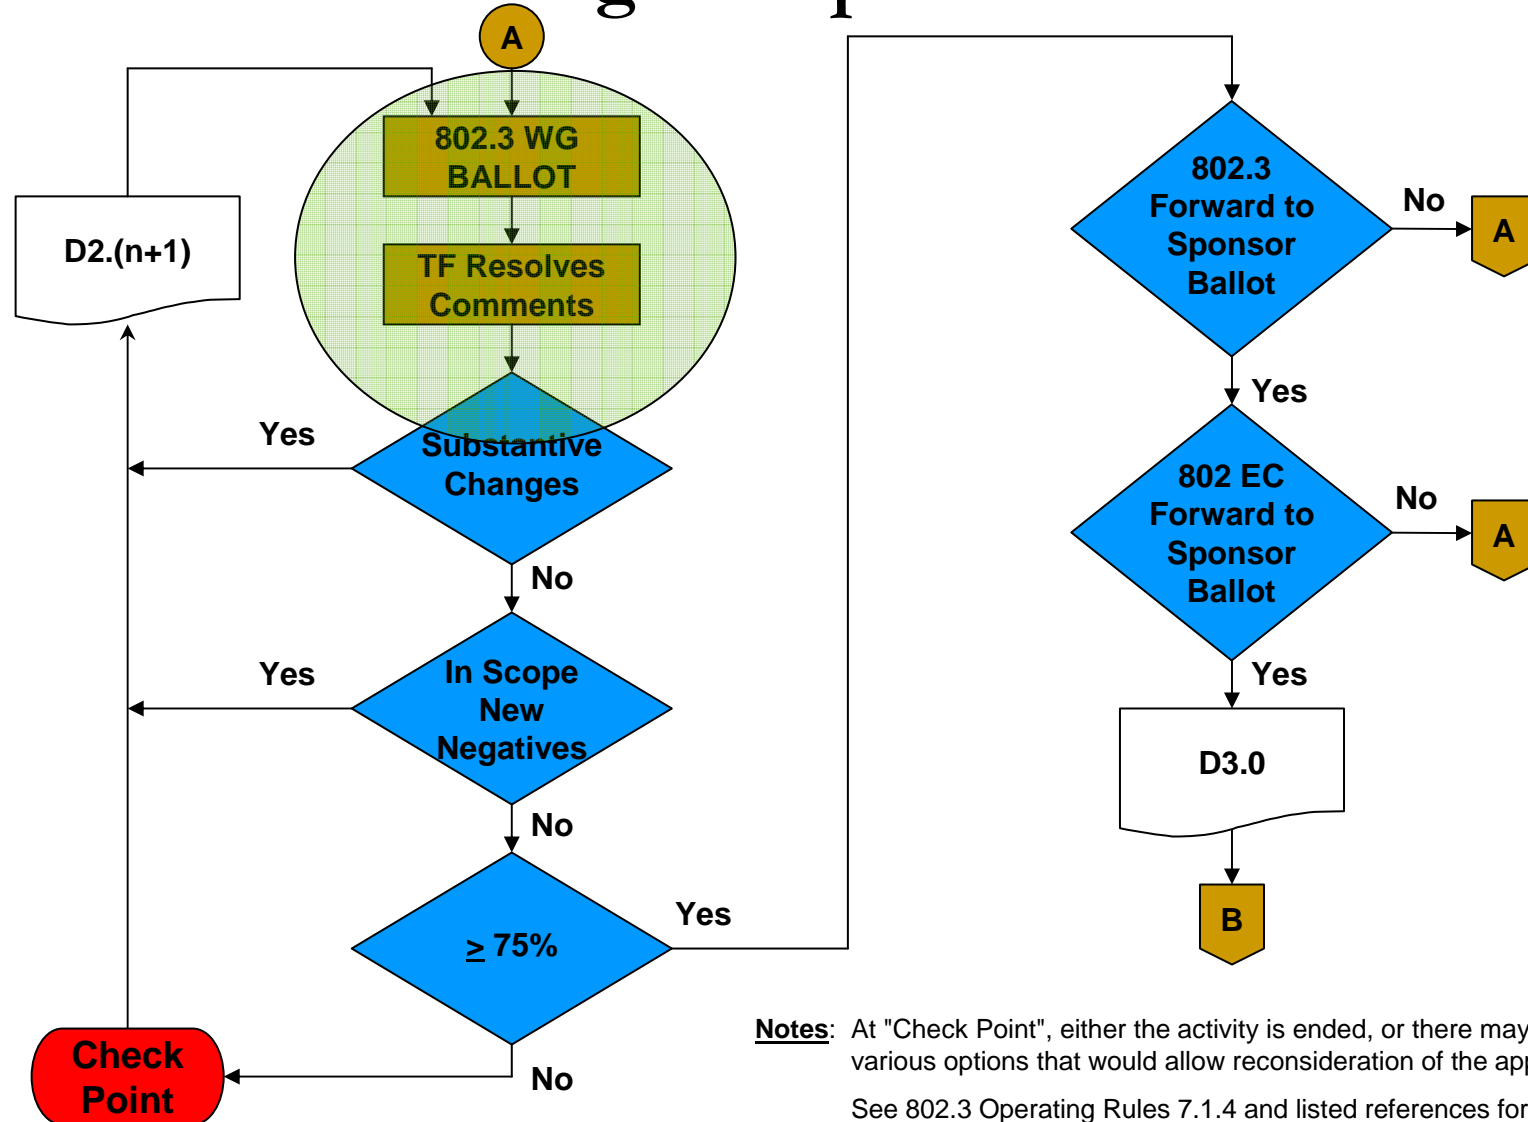 A
802.3 WG
BALLOT
TF Resolves
Comments
D2.(n+1)
Yes
Substantive
Changes
No
Yes
In Scope
New
Negatives
No
≥ 75%
Yes
No
Check
Point
802.3
Forward to
Sponsor
Ballot
No
A
Yes
802 EC
Forward to
Sponsor
Ballot
No
A
Yes
D3.0
B
Notes: At "Check Point", either the activity is ended, or there may
various options that would allow reconsideration of the app
See 802.3 Operating Rules 7.1.4 and listed references for